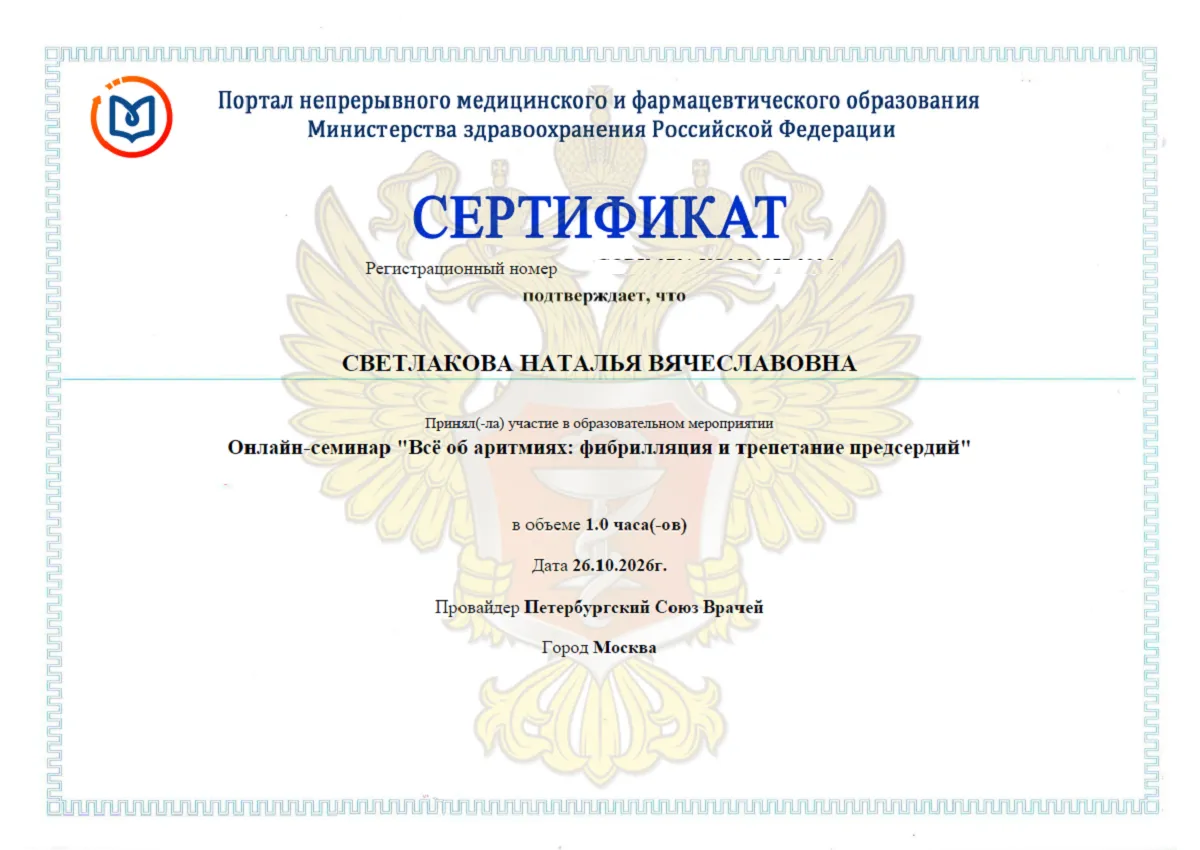 Портал непрерывного медицинского и фармацевтического образования
Министерства здравоохранения Российской Федерации
СЕРТИФИКАТ
Регистрационный номер
подтверждает, что
СВЕТЛАКОВА НАТАЛЬЯ ВЯЧЕСЛАВОВНА
Принял(-ла) участие в образовательном мероприятии
Онлайн-семинар "Всё об аритмиях: фибрилляция и трепетание предсердий"
в объеме 1.0 часа(-ов)
Дата 26.10.2026г.
Провайдер Петербургский Союз Врачей
Город Москва